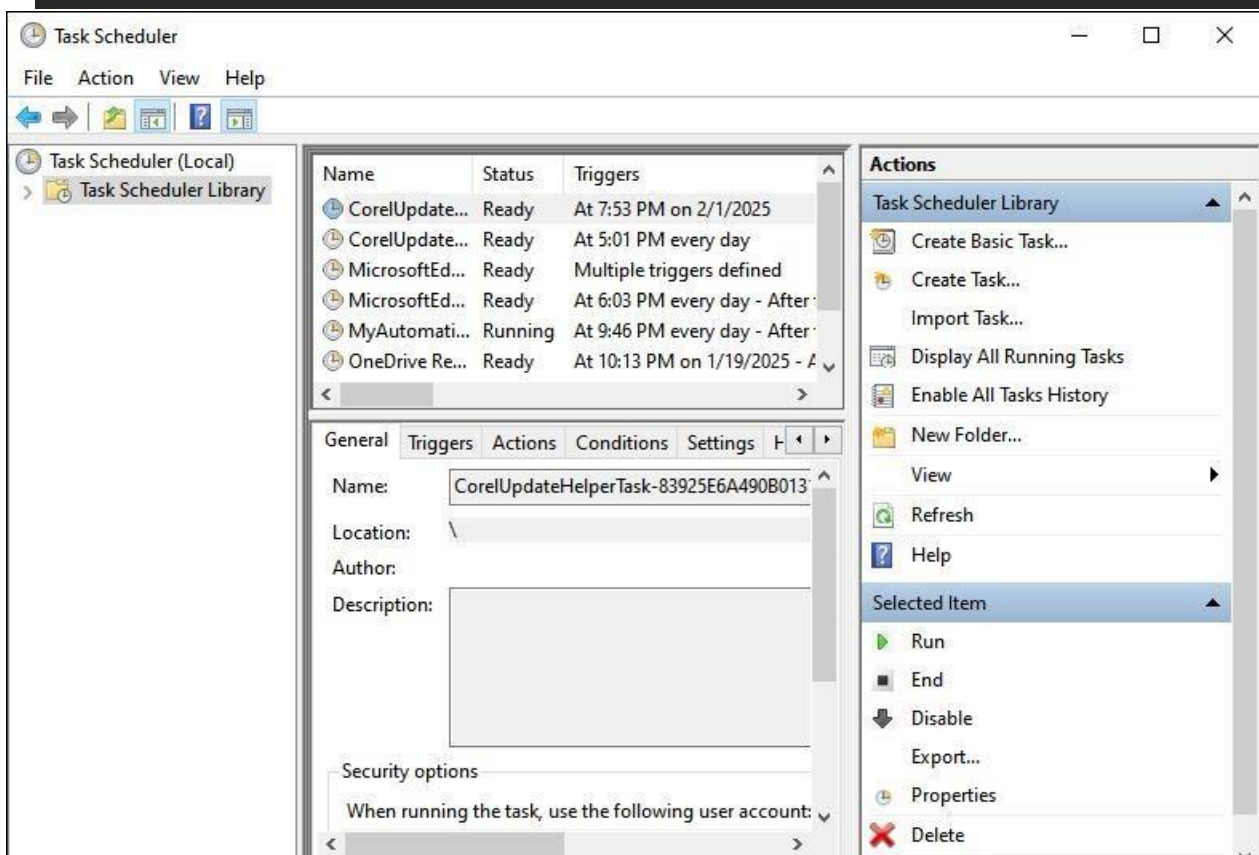 Task Scheduler
File Action View Help
Task Scheduler (Local)
Task Scheduler Library
Name Status Triggers
CorelUpdate... Ready At 7:53 PM on 2/1/2025
CorelUpdate... Ready At 5:01 PM every day
MicrosoftEd... Ready Multiple triggers defined
MicrosoftEd... Ready At 6:03 PM every day - After
MyAutomati... Running At 9:46 PM every day - After
OneDrive Re... Ready At 10:13 PM on 1/19/2025 - A
General Triggers Actions Conditions Settings H
Name: CorelUpdateHelperTask-83925E6A490B013
Location: \
Author:
Description:
Security options
When running the task, use the following user account:
Actions
Task Scheduler Library
Create Basic Task...
Create Task...
Import Task...
Display All Running Tasks
Enable All Tasks History
New Folder...
View
Refresh
Help
Selected Item
Run
End
Disable
Export...
Properties
Delete